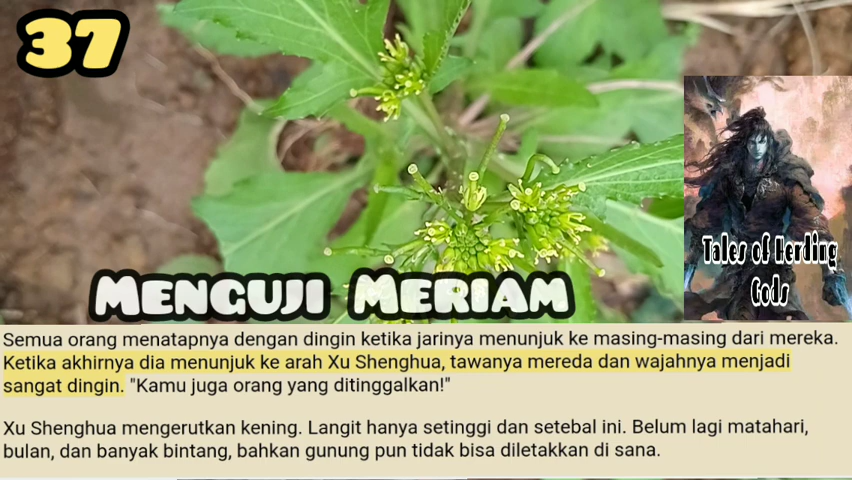 37
Tales of Herding
Gods
MENGUJI MERIAM
Semua orang menatapnya dengan dingin ketika jarinya menunjuk ke masing-masing dari mereka.
Ketika akhirnya dia menunjuk ke arah Xu Shenghua, tawanya mereda dan wajahnya menjadi
sangat dingin. "Kamu juga orang yang ditinggalkan!"
Xu Shenghua mengerutkan kening. Langit hanya setinggi dan setebal ini. Belum lagi matahari,
bulan, dan banyak bintang, bahkan gunung pun tidak bisa diletakkan di sana.